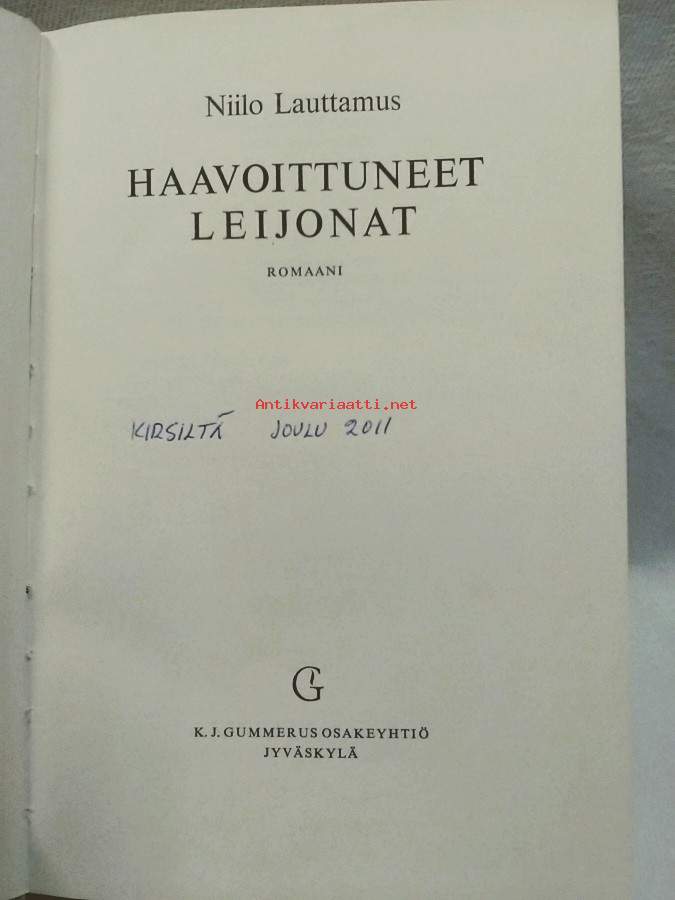 Niilo Lauttamus
HAAVOITTUNEET
LEIJONAT
ROMAANI
Antikvariaatti.net
KIRSILTÄ JOULU 2011
G
K. J. GUMMERUS OSAKEYHTIÖ
JYVÄSKYLÄ